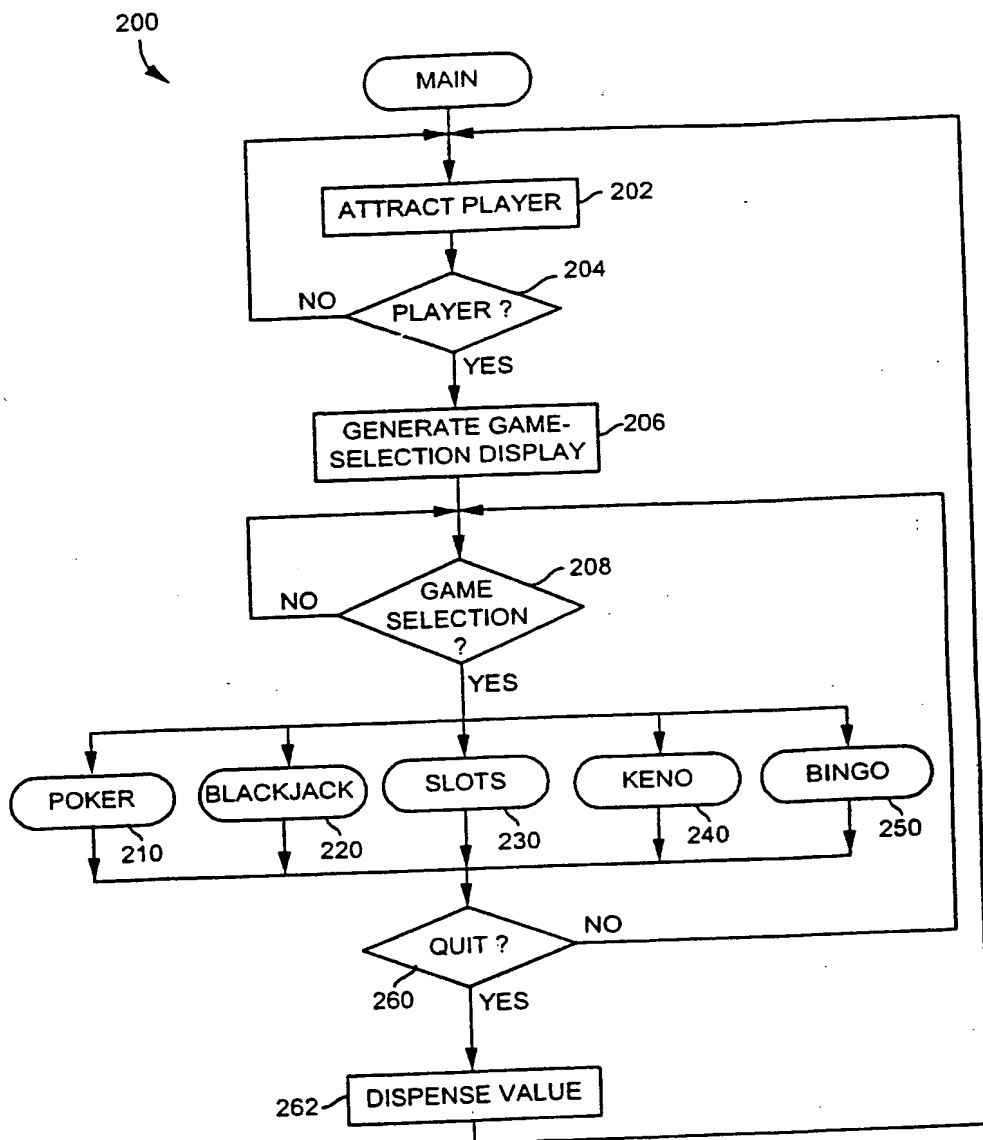 200
MAIN
ATTRACT PLAYER
202
204
PLAYER ?
NO
YES
GENERATE GAME-
SELECTION DISPLAY
206
208
GAME
SELECTION
?
NO
YES
POKER
BLACKJACK
SLOTS
KENO
BINGO
210
220
230
240
250
QUIT ?
NO
260
YES
262
DISPENSE VALUE